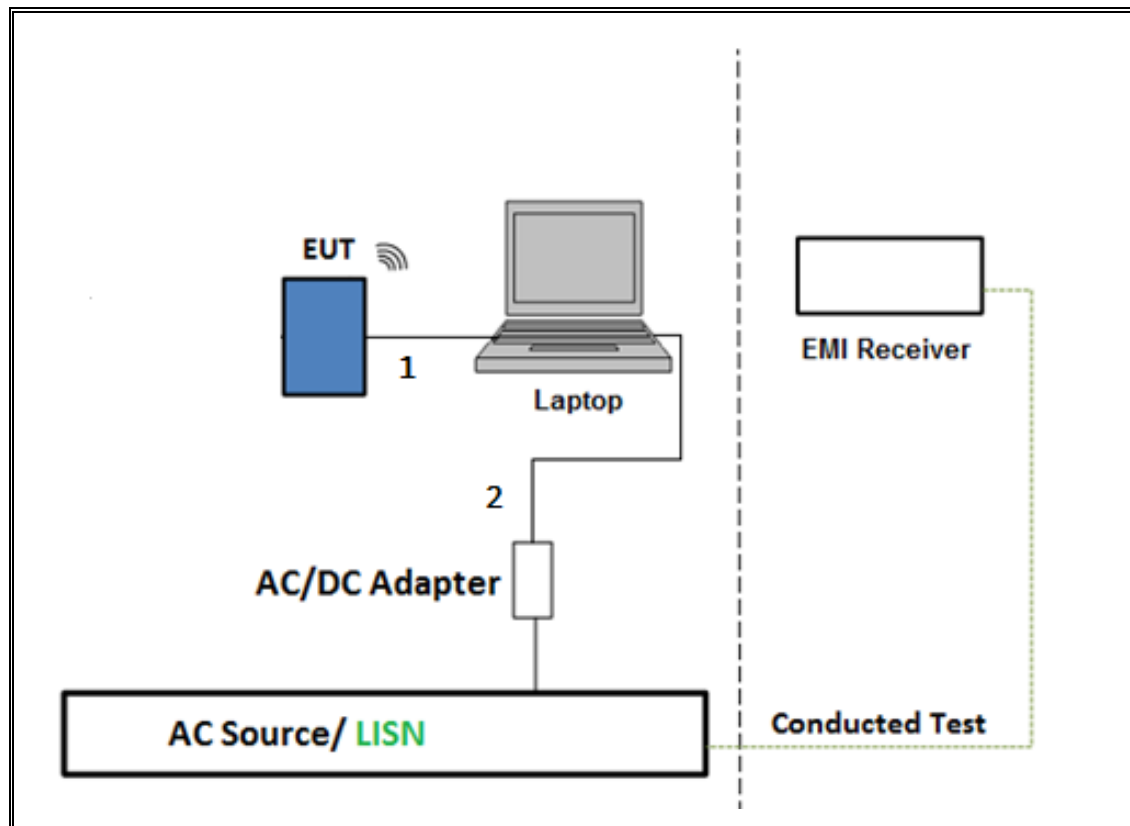 EUT
1
Laptop
EMI Receiver
2
AC/DC Adapter
AC Source/ LISN
Conducted Test